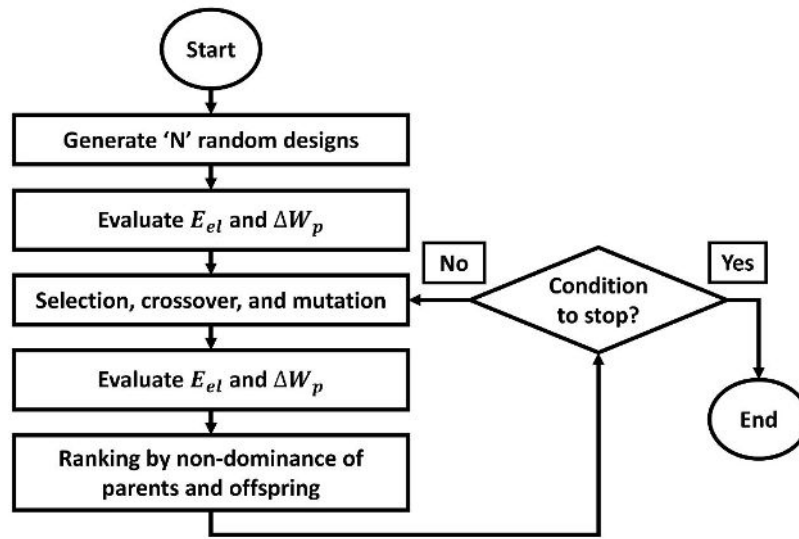 Start
Generate ‘N’ random designs
Evaluate E_el and ΔW_p
Selection, crossover, and mutation
Evaluate E_el and ΔW_p
Ranking by non-dominance of
parents and offspring
No
Condition
to stop?
Yes
End